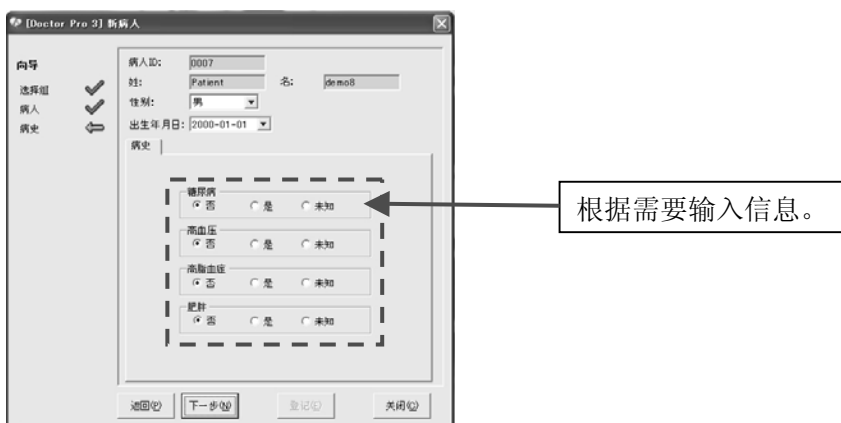 [Doctor Pro 3] 新病人
向导
选择组
病人
病史
病人ID: 0007
姓: Patient 名: demo8
性别: 男
出生年月日: 2000-01-01
病史
糖尿病
否 是 未知
高血压
否 是 未知
高脂血症
否 是 未知
肥胖
否 是 未知
根据需要输入信息。
返回(P) 下一步(N) 登记(E) 关闭(C)